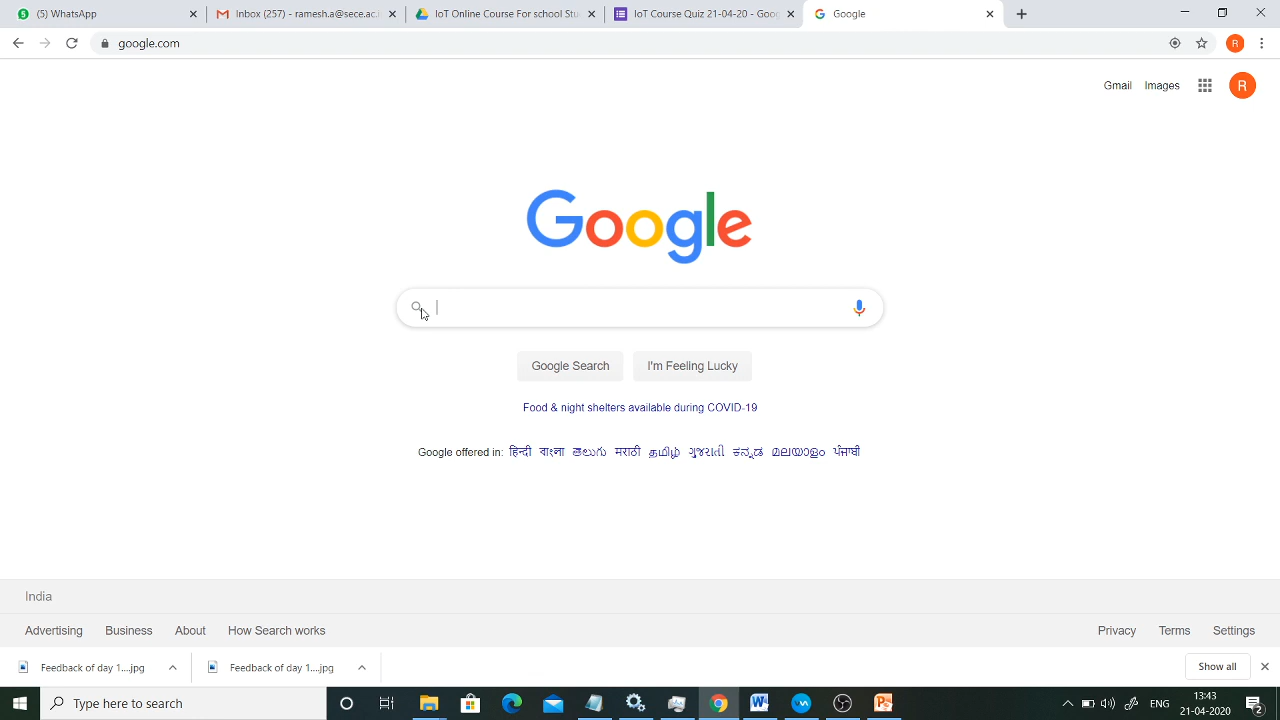 (5) WhatsApp
Inbox (257) - ramesh.a@seps.ac.i
IoT Online Course For school Stu
IoT Course Quiz 21-04-20 - Goog
Google
google.com
R
Gmail Images R
Google
Google Search I'm Feeling Lucky
Food & night shelters available during COVID-19
Google offered in: हिन्दी বাংলা తెలుగు मराठी தமிழ் ગુજરાતી ಕನ್ನಡ മലയാളം ਪੰਜਾਬੀ
India
Advertising Business About How Search works Privacy Terms Settings
Feedback of day 1....jpg Feedback of day 1....jpg Show all
Type here to search ENG 13:43
21-04-2020 2